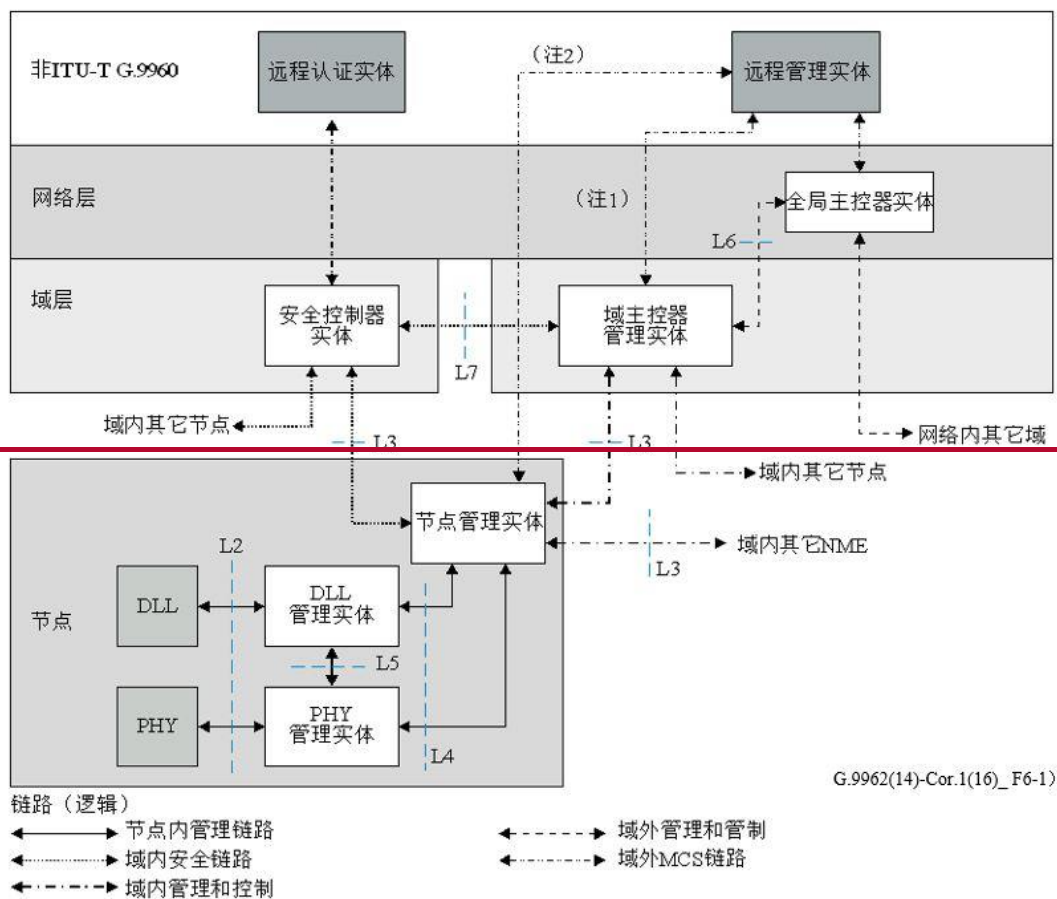 非ITU-T G.9960
远程认证实体
（注2）
远程管理实体
网络层
（注1）
全局主控器实体
L6
域层
安全控制器
实体
域主控器
管理实体
L7
域内其它节点
L3
L3
网络内其它域
域内其它节点
节点管理实体
域内其它NME
L3
L2
节点
DLL
DLL
管理实体
L5
PHY
PHY
管理实体
L4
G.9962(14)-Cor.1(16)_F6-1)
链路（逻辑）
节点内管理链路
域外管理和管制
域内安全链路
域外MCS链路
域内管理和控制